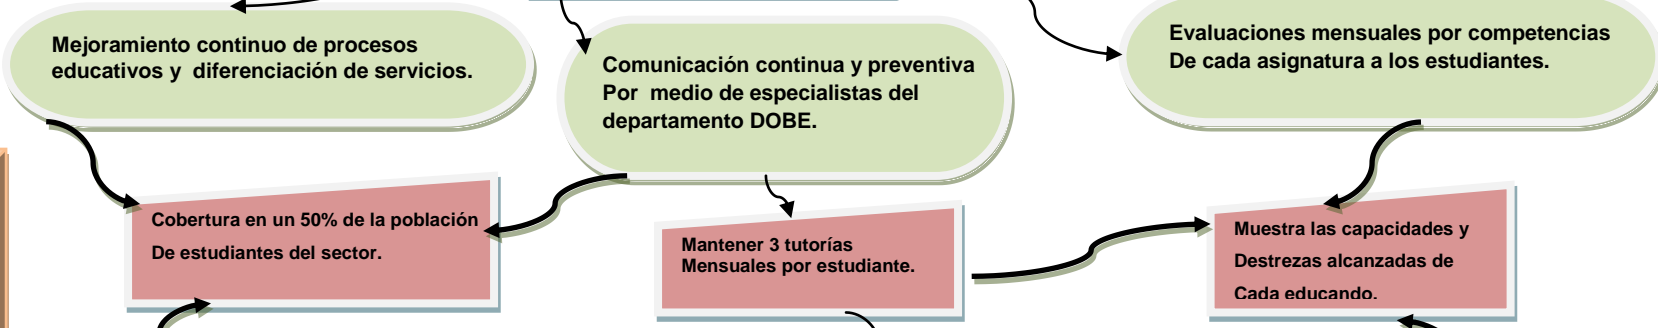 Mejoramiento continuo de procesos
educativos y diferenciación de servicios.
Comunicación continua y preventiva
Por medio de especialistas del
departamento DOBE.
Evaluaciones mensuales por competencias
De cada asignatura a los estudiantes.
Cobertura en un 50% de la población
De estudiantes del sector.
Mantener 3 tutorías
Mensuales por estudiante.
Muestra las capacidades y
Destrezas alcanzadas de
Cada educando.